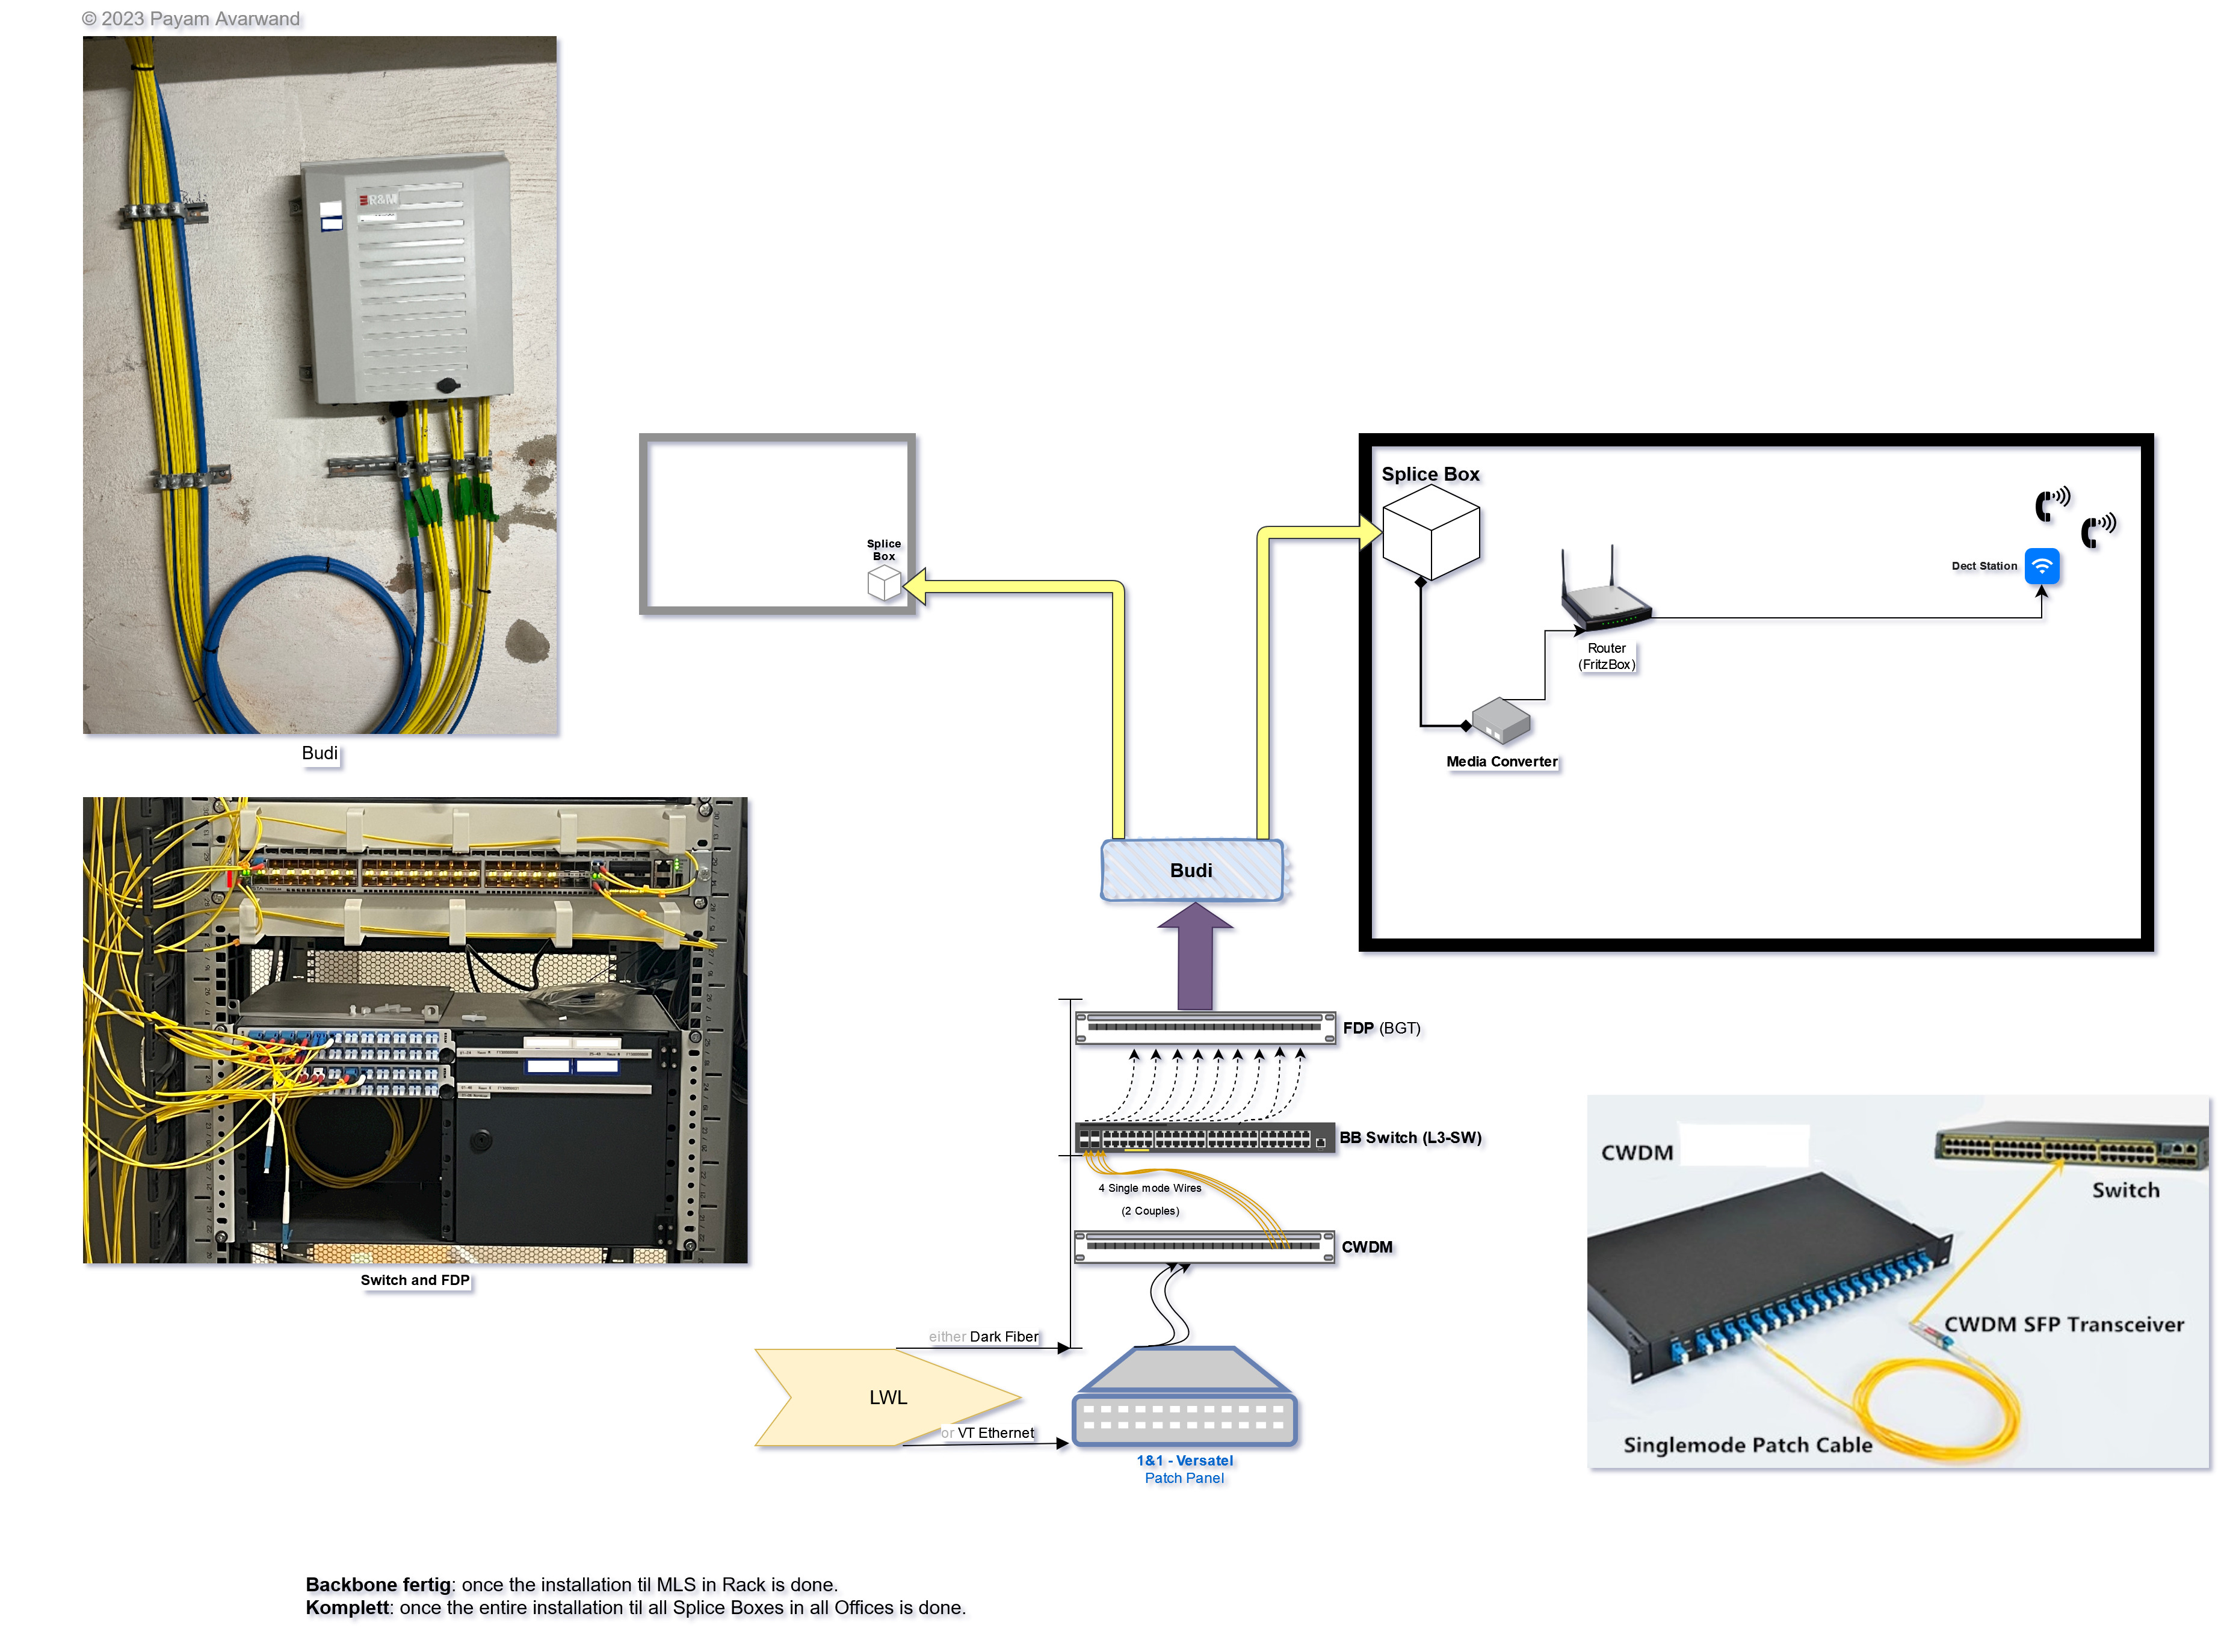 © 2023 Payam Avarwand
R&M
Budi
Splice
Box
Splice Box
Dect Station
Router
(FritzBox)
Media Converter
Budi
FDP (BGT)
BB Switch (L3-SW)
4 Single mode Wires
(2 Couples)
CWDM
Switch and FDP
either Dark Fiber
LWL
or VT Ethernet
1&1 - Versatel
Patch Panel
CWDM
Switch
CWDM SFP Transceiver
Singlemode Patch Cable
Backbone fertig: once the installation til MLS in Rack is done.
Komplett: once the entire installation til all Splice Boxes in all Offices is done.